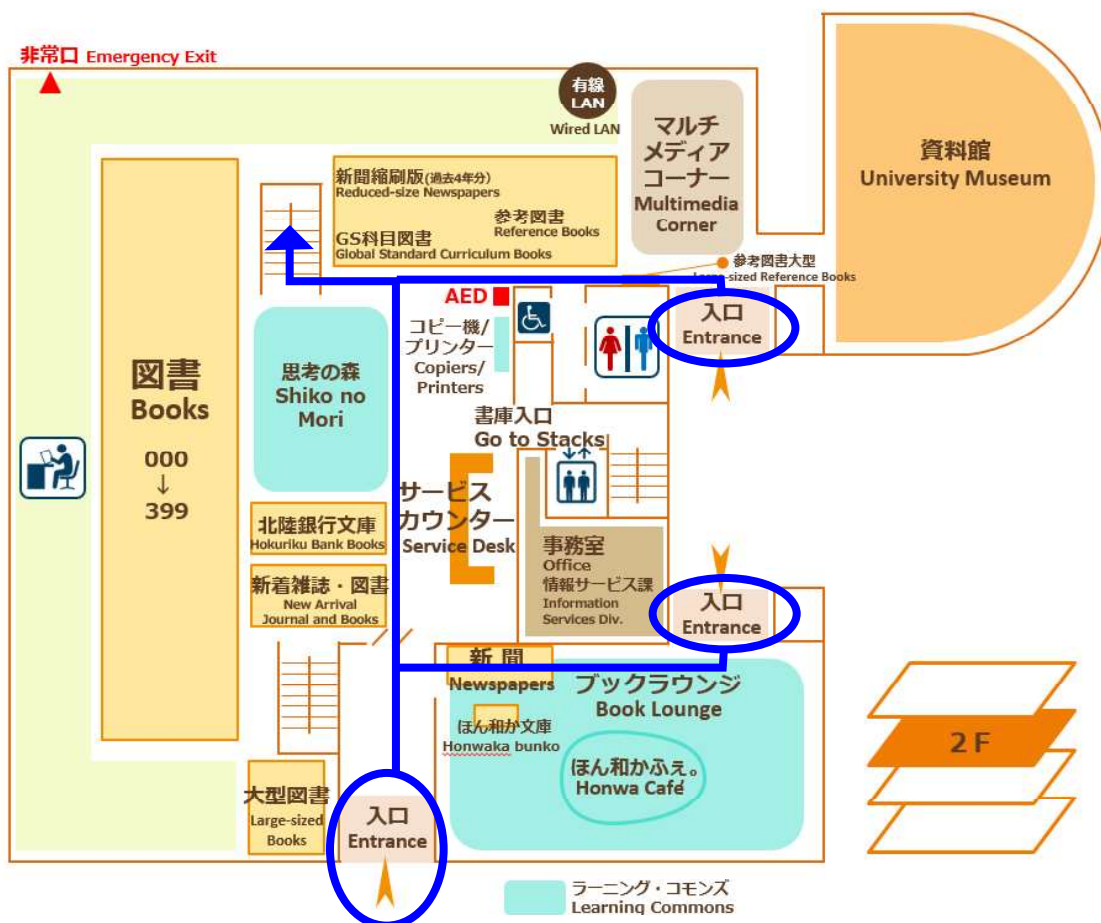 非常口 Emergency Exit
有線
LAN
Wired LAN
マルチ
メディア
コーナー
Multimedia
Corner
資料館
University Museum
新聞縮刷版(過去4年分)
Reduced-size Newspapers
参考図書
Reference Books
GS科目図書
Global Standard Curriculum Books
参考図書大型
Large-sized Reference Books
AED
コピー機/
プリンター
Copiers/
Printers
入口
Entrance
図書
Books
000
↓
399
思考の森
Shiko no
Mori
書庫入口
Go to Stacks
サービス
カウンター
Service Desk
北陸銀行文庫
Hokuriku Bank Books
新着雑誌・図書
New Arrival
Journal and Books
事務室
Office
情報サービス課
Information
Services Div.
入口
Entrance
新聞
Newspapers
ブックラウンジ
Book Lounge
ほん和か文庫
Honwaka bunko
ほん和かふぇ。
Honwa Café
2F
大型図書
Large-sized
Books
入口
Entrance
ラーニング・コモンズ
Learning Commons